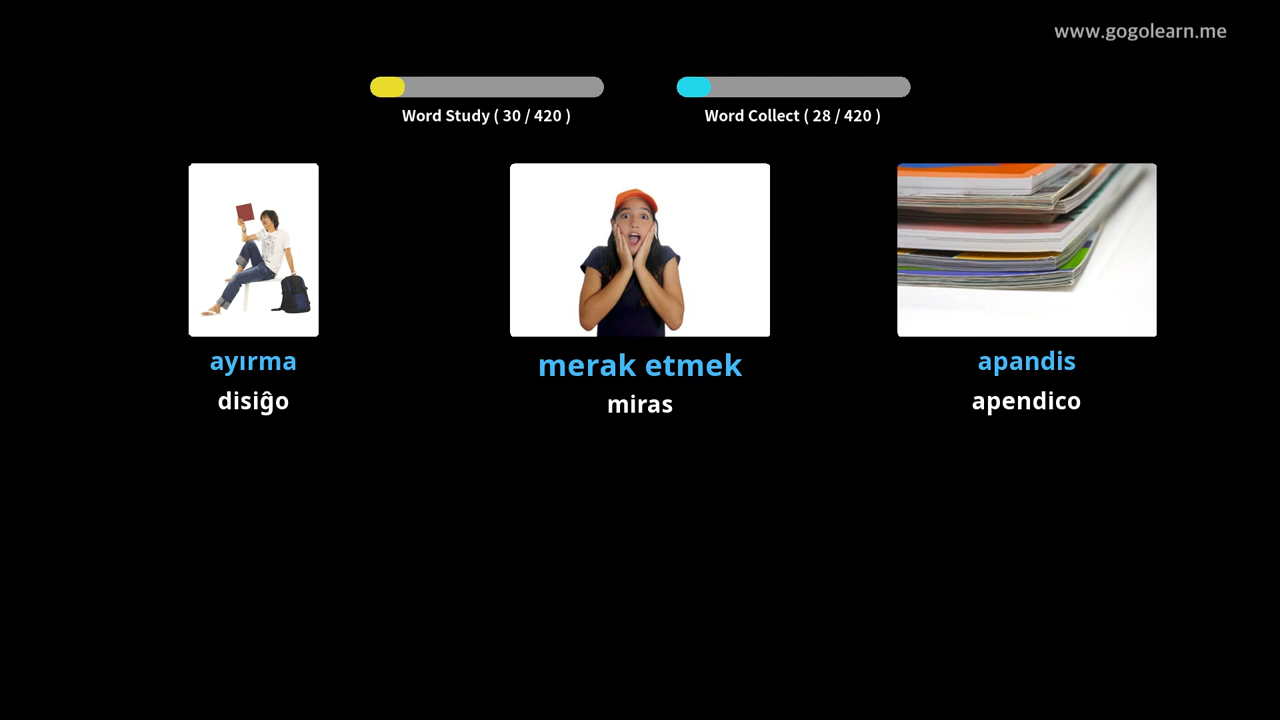 www.gogolearn.me
Word Study ( 30 / 420 )
Word Collect ( 28 / 420 )
ayırma
disiĝo
merak etmek
miras
apandis
apendico